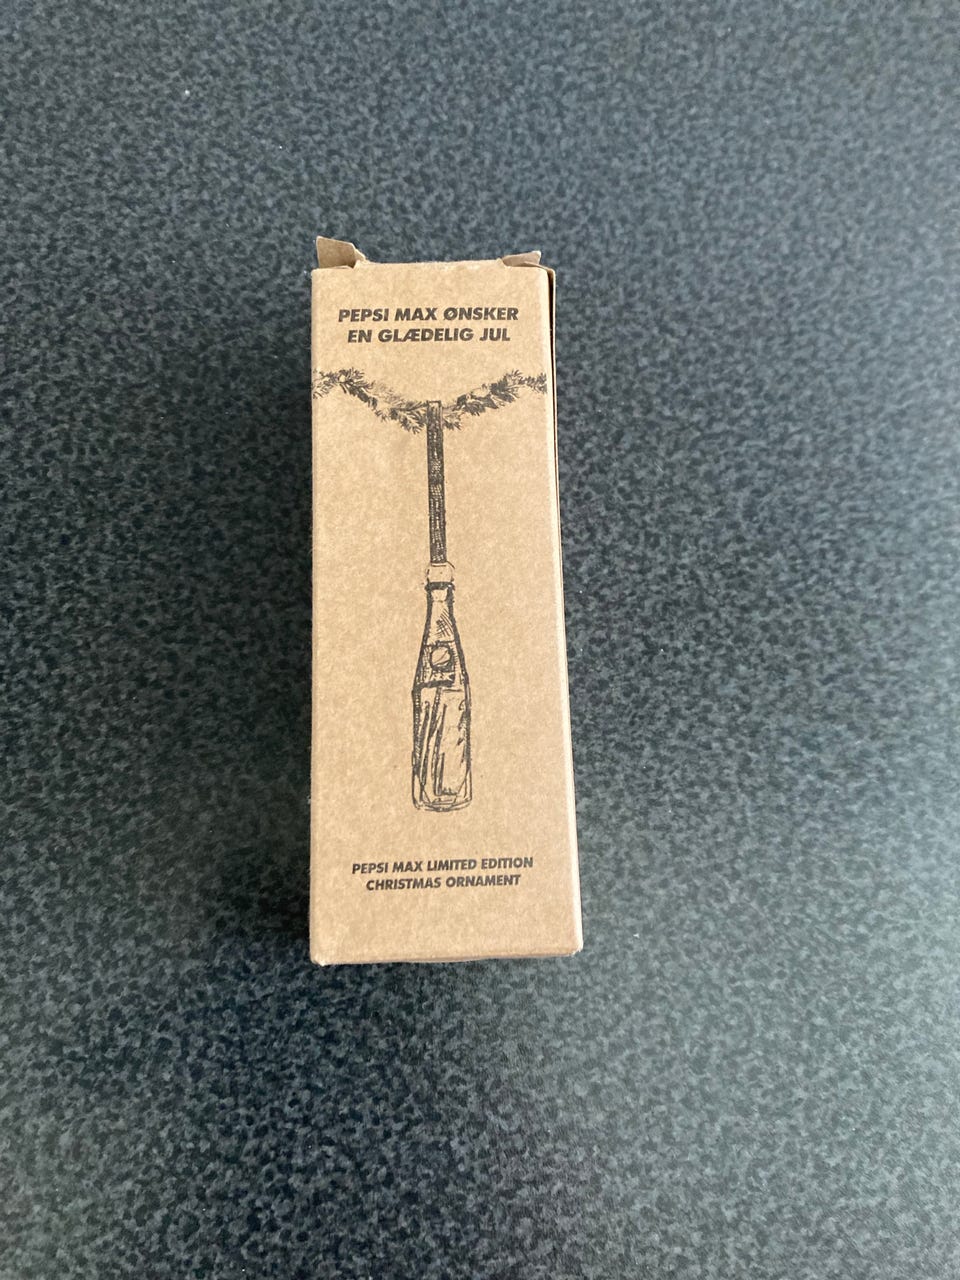 PEPSI MAX ØNSKER
EN GLÆDELIG JUL
PEPSI MAX LIMITED EDITION
CHRISTMAS ORNAMENT